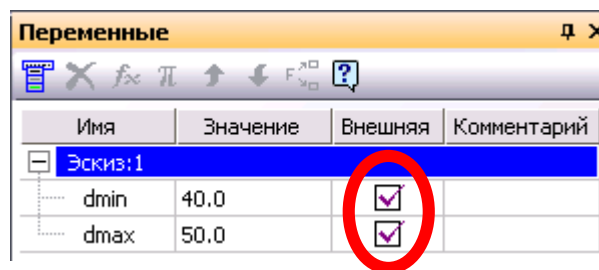 Переменные
Имя Значение Внешняя Комментарий
Эскиз:1
dmin 40.0
dmax 50.0